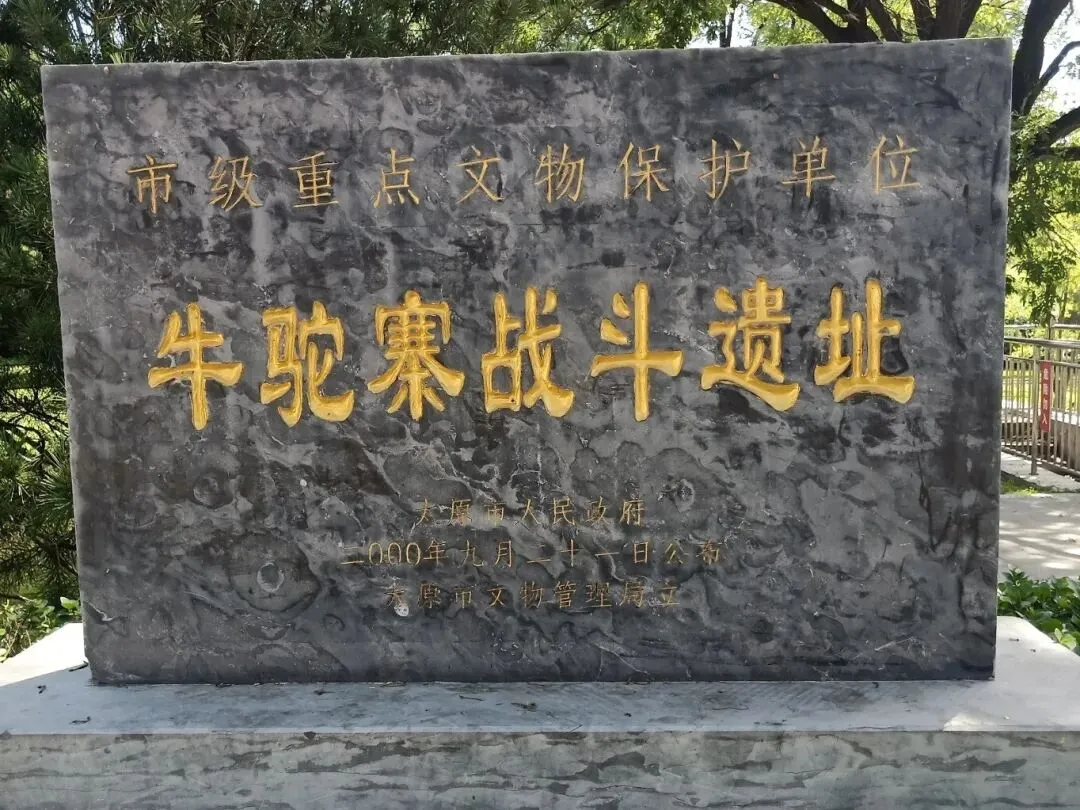 市级重点文物保护单位
牛驼寨战斗遗址
太原市人民政府
二000年九月二十一日公布
太原市文物管理局立